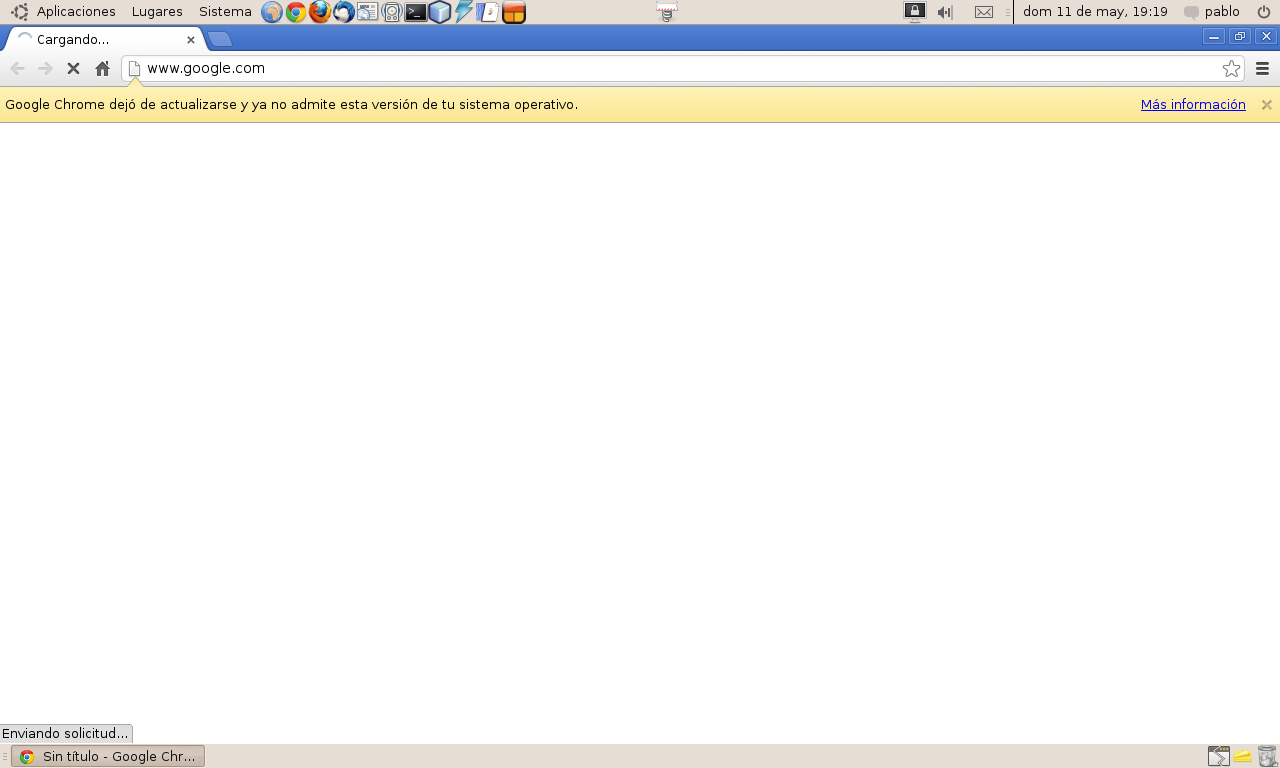 Aplicaciones Lugares Sistema dom 11 de may, 19:19 pablo
Cargando...
www.google.com
Google Chrome dejó de actualizarse y ya no admite esta versión de tu sistema operativo. Más información
Enviando solicitud...
Sin título - Google Chr...